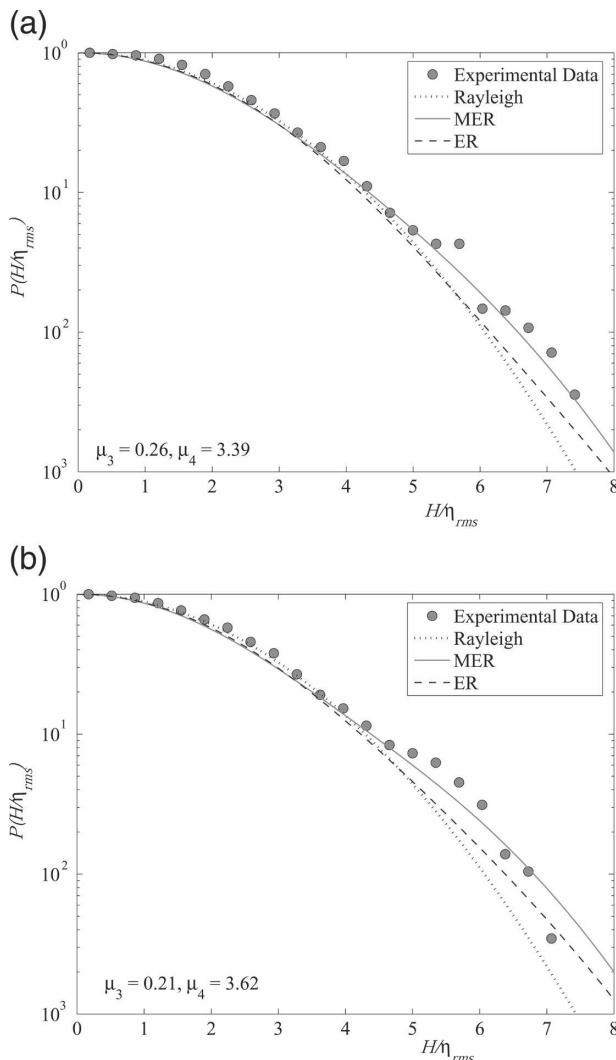 (a)
10^0
10^1
10^2
10^3
P(H/η_rms)
Experimental Data
Rayleigh
MER
ER
μ_3 = 0.26, μ_4 = 3.39
0 1 2 3 4 5 6 7 8
H/η_rms
(b)
10^0
10^1
10^2
10^3
P(H/η_rms)
Experimental Data
Rayleigh
MER
ER
μ_3 = 0.21, μ_4 = 3.62
0 1 2 3 4 5 6 7 8
H/η_rms